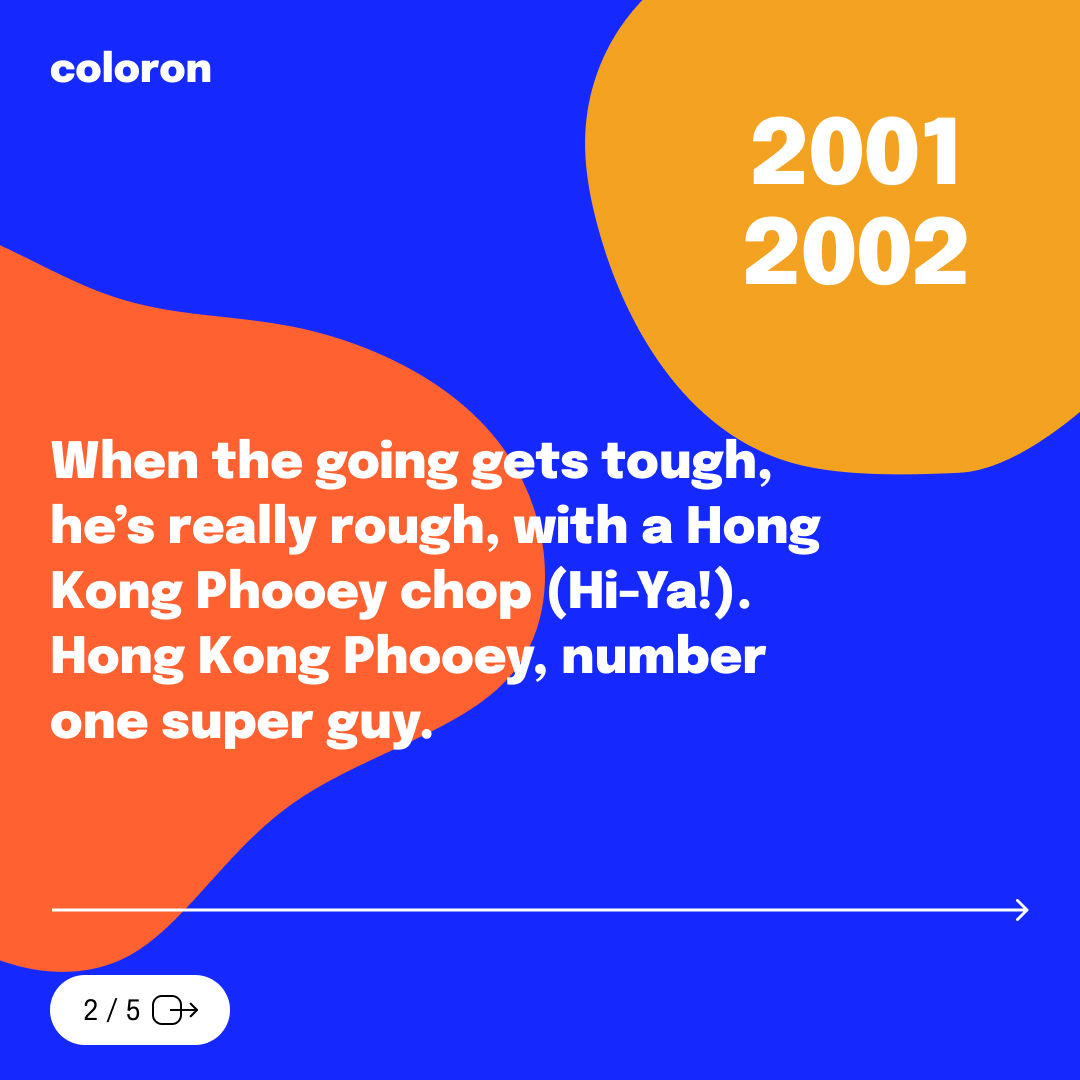 coloron
2001
2002
When the going gets tough,
he’s really rough, with a Hong
Kong Phooey chop (Hi-Ya!).
Hong Kong Phooey, number
one super guy.
2 / 5